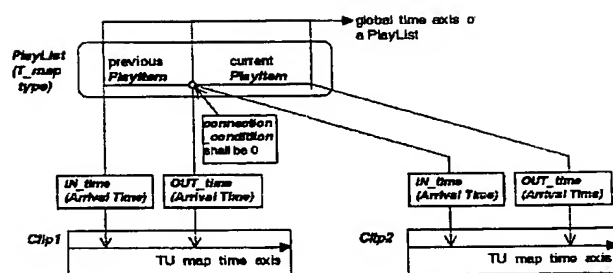 global time axis o
a PlayList
PlayList
(T_map
type)
previous
PlayItem
current
PlayItem
connection
_condition
shall be 0
IN_time
(Arrival Time)
OUT_time
(Arrival Time)
IN_time
(Arrival Time)
OUT_time
(Arrival Time)
Clip1
TU map time axis
Clip2
TU map time axis